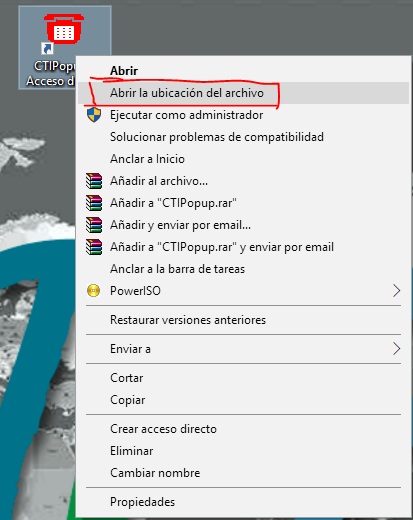 CTIPopup...
Acceso d...
Abrir
Abrir la ubicación del archivo
Ejecutar como administrador
Solucionar problemas de compatibilidad
Anclar a Inicio
Añadir al archivo...
Añadir a "CTIPopup.rar"
Añadir y enviar por email...
Añadir a "CTIPopup.rar" y enviar por email
Anclar a la barra de tareas
PowerISO
Restaurar versiones anteriores
Enviar a
Cortar
Copiar
Crear acceso directo
Eliminar
Cambiar nombre
Propiedades